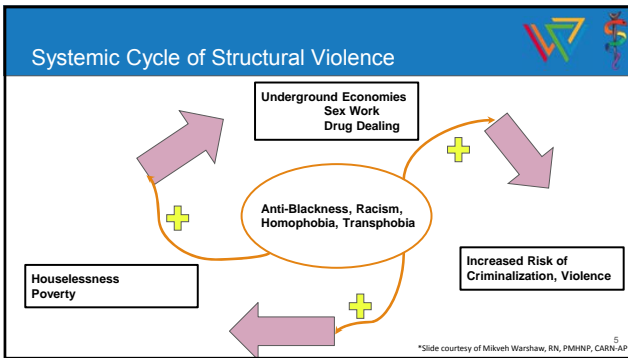 Systemic Cycle of Structural Violence
Underground Economies
Sex Work
Drug Dealing
Anti-Blackness, Racism,
Homophobia, Transphobia
Increased Risk of
Criminalization, Violence
Houselessness
Poverty
5
*Slide courtesy of Mikveh Warshaw, RN, PMHNP, CARN-AP